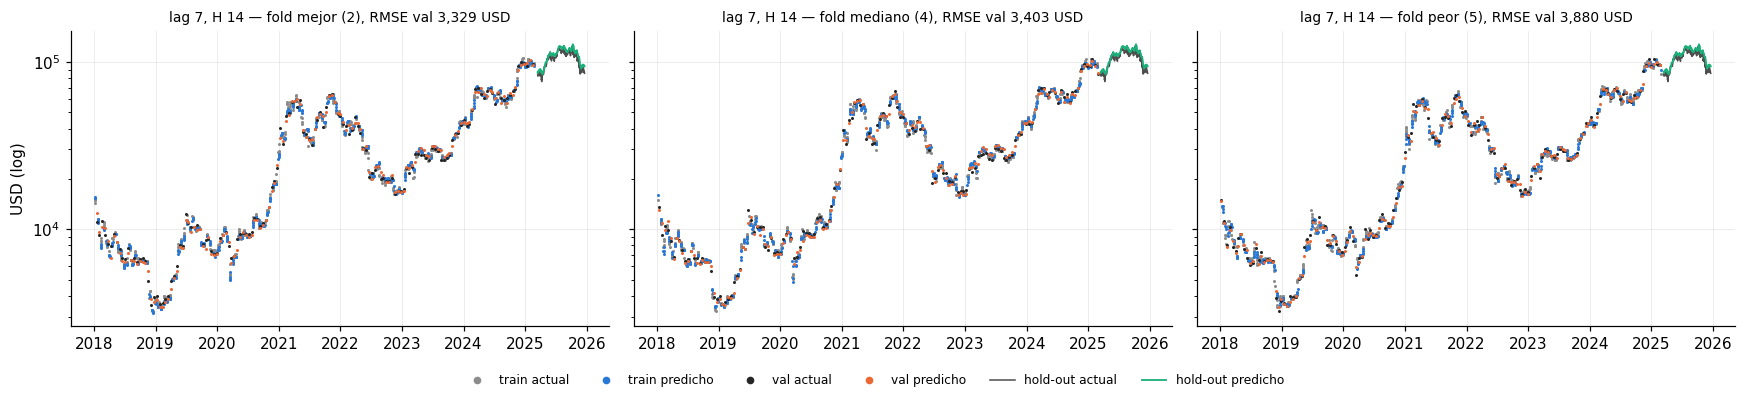 lag 7, H 14 — fold mejor (2), RMSE val 3,329 USD
lag 7, H 14 — fold mediano (4), RMSE val 3,403 USD
lag 7, H 14 — fold peor (5), RMSE val 3,880 USD
USD (log)
10⁵
10⁴
2018 2019 2020 2021 2022 2023 2024 2025 2026
2018 2019 2020 2021 2022 2023 2024 2025 2026
2018 2019 2020 2021 2022 2023 2024 2025 2026
train actual train predicho val actual val predicho hold-out actual hold-out predicho